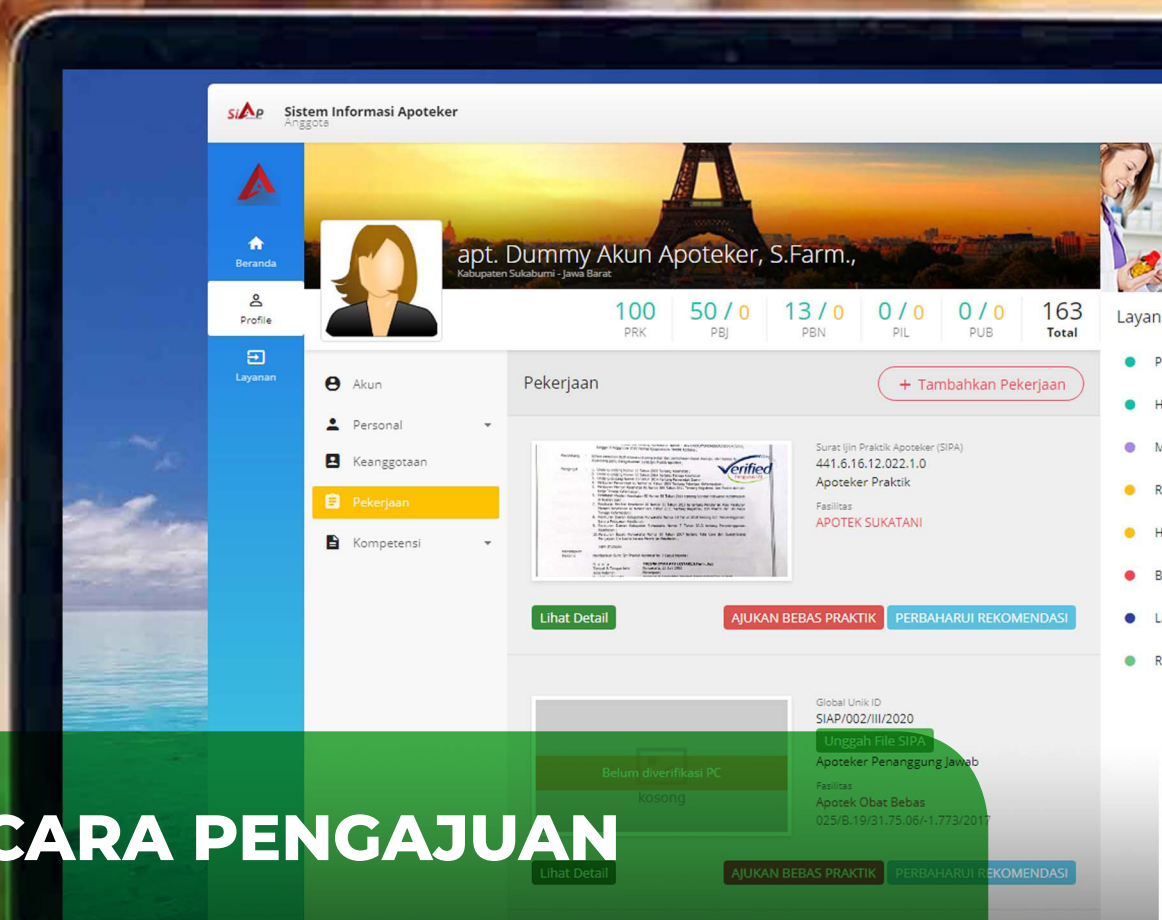 SiAP
Sistem Informasi Apoteker
Anggota
Beranda
Profile
Layanan
apt. Dummy Akun Apoteker, S.Farm.,
Kabupaten Sukabumi - Jawa Barat
100
PRK
50 / 0
PBJ
13 / 0
PBN
0 / 0
PIL
0 / 0
PUB
163
Total
Layan
P
H
M
R
H
B
La
R
Akun
Personal
Keanggotaan
Pekerjaan
Kompetensi
Pekerjaan
+ Tambahkan Pekerjaan
Verified
Surat Ijin Praktik Apoteker (SIPA)
441.6.16.12.022.1.0
Apoteker Praktik
Fasilitas
APOTEK SUKATANI
Lihat Detail
AJUKAN BEBAS PRAKTIK
PERBAHARUI REKOMENDASI
Belum diverifikasi PC
kosong
Global Unik ID
SIAP/002/III/2020
Unggah File SIPA
Apoteker Penanggung Jawab
Fasilitas
Apotek Obat Bebas
025/B.19/31.75.06/-1.773/2017
Lihat Detail
AJUKAN BEBAS PRAKTIK
PERBAHARUI REKOMENDASI
CARA PENGAJUAN